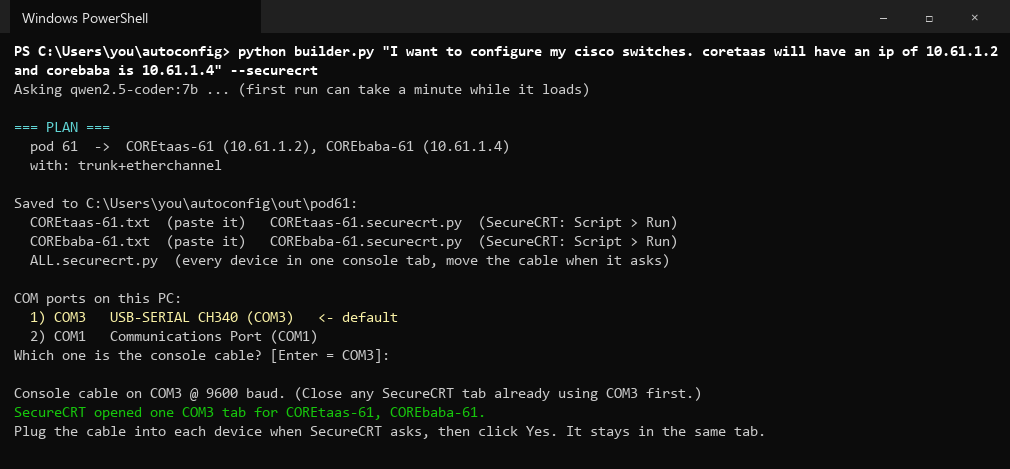 Windows PowerShell
PS C:\Users\you\autoconfig> python builder.py "I want to configure my cisco switches. coretaas will have an ip of 10.61.1.2
and corebaba is 10.61.1.4" --securecrt
Asking qwen2.5-coder:7b ... (first run can take a minute while it loads)
=== PLAN ===
pod 61  ->  COREtaas-61 (10.61.1.2), COREbaba-61 (10.61.1.4)
with: trunk+etherchannel
Saved to C:\Users\you\autoconfig\out\pod61:
COREtaas-61.txt  (paste it)   COREtaas-61.securecrt.py  (SecureCRT: Script > Run)
COREbaba-61.txt  (paste it)   COREbaba-61.securecrt.py  (SecureCRT: Script > Run)
ALL.securecrt.py  (every device in one console tab, move the cable when it asks)
COM ports on this PC:
1) COM3   USB-SERIAL CH340 (COM3)   <- default
2) COM1   Communications Port (COM1)
Which one is the console cable? [Enter = COM3]:
Console cable on COM3 @ 9600 baud. (Close any SecureCRT tab already using COM3 first.)
SecureCRT opened one COM3 tab for COREtaas-61, COREbaba-61.
Plug the cable into each device when SecureCRT asks, then click Yes. It stays in the same tab.